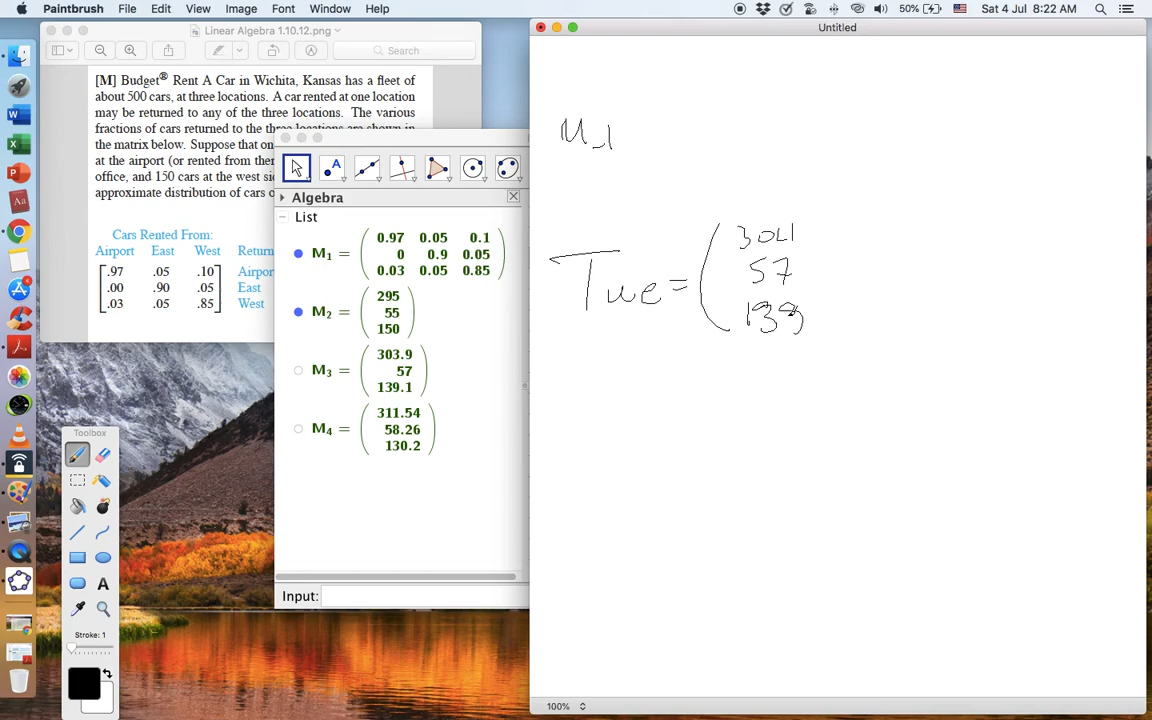 Paintbrush File Edit View Image Font Window Help
50% Sat 4 Jul 8:22 AM
Linear Algebra 1.10.12.png
Search
[M] Budget® Rent A Car in Wichita, Kansas has a fleet of
about 500 cars, at three locations. A car rented at one location
may be returned to any of the three locations. The various
fractions of cars returned to the three locations are shown in
the matrix below. Suppose that on
at the airport (or rented from ther
office, and 150 cars at the west si
approximate distribution of cars o
Cars Rented From:
Airport East West Return
.97 .05 .10 Airpor
.00 .90 .05 East
.03 .05 .85 West
Algebra
List
M1 =
0.97 0.05 0.1
0 0.9 0.05
0.03 0.05 0.85
M2 =
295
55
150
M3 =
303.9
57
139.1
M4 =
311.54
58.26
130.2
Input:
Toolbox
A
Stroke: 1
Untitled
M_1
Tue =
304
57
139
100%